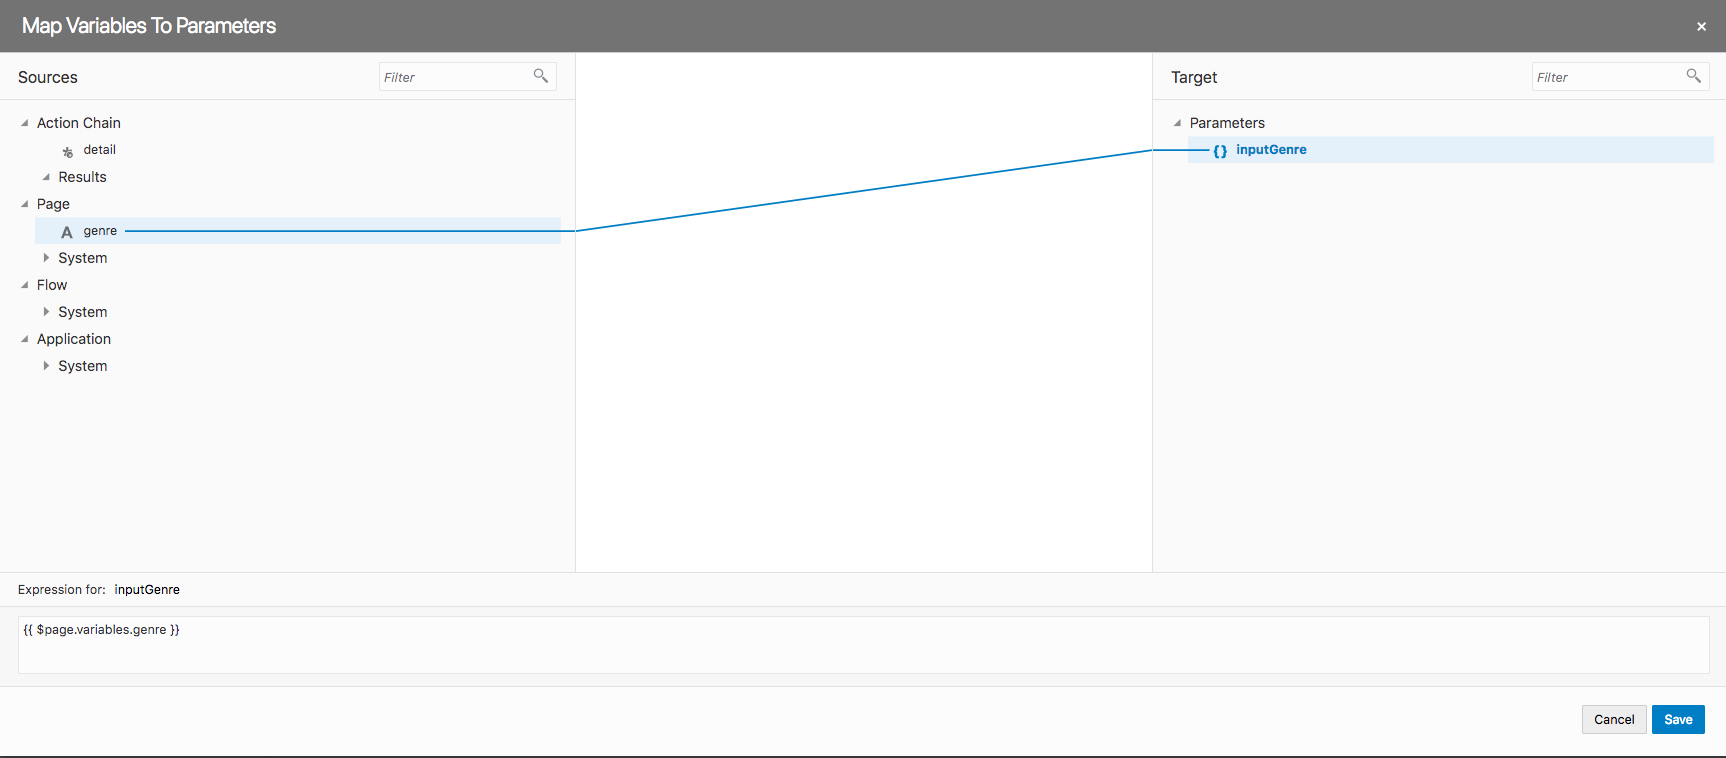 Map Variables To Parameters
×
Sources
Filter
Action Chain
detail
Results
Page
A genre
System
Flow
System
Application
System
Target
Filter
Parameters
{ } inputGenre
Expression for: inputGenre
{{ $page.variables.genre }}
Cancel
Save